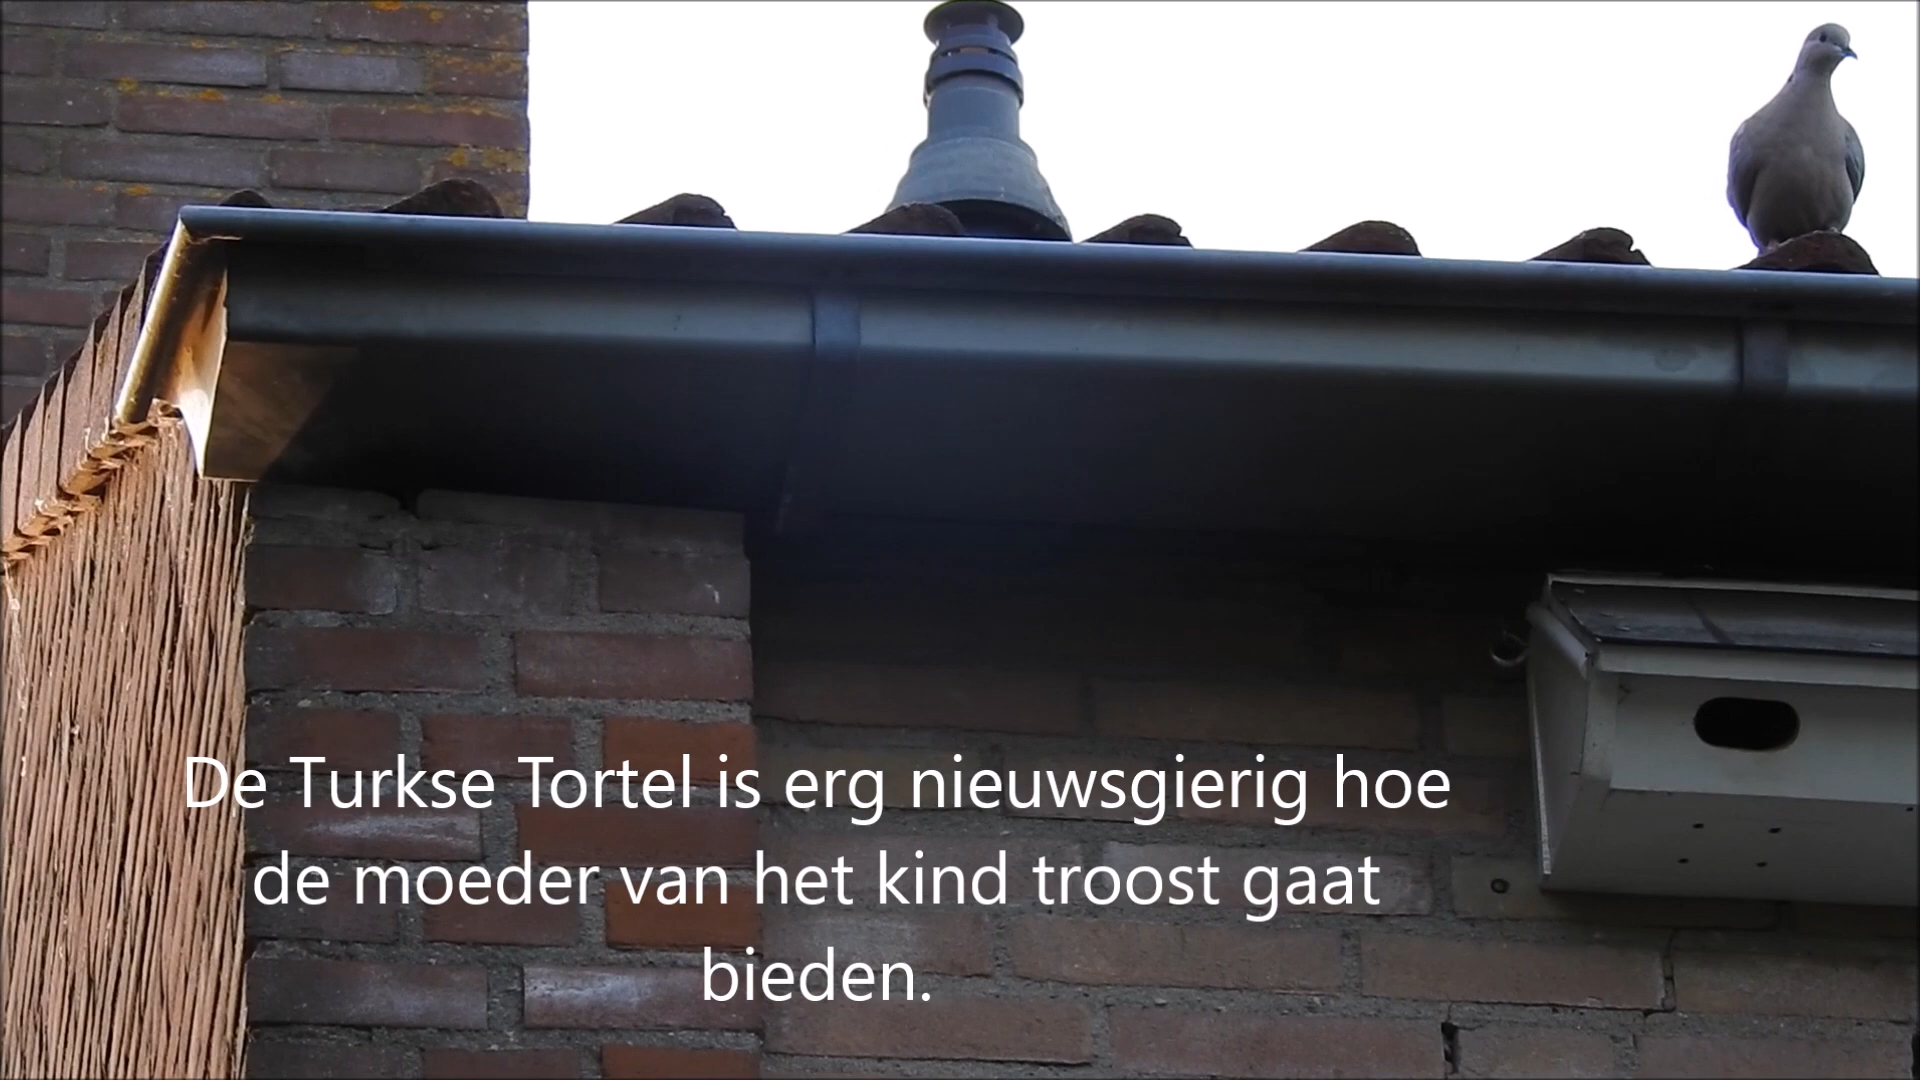 De Turkse Tortel is erg nieuwsgierig hoe
de moeder van het kind troost gaat
bieden.